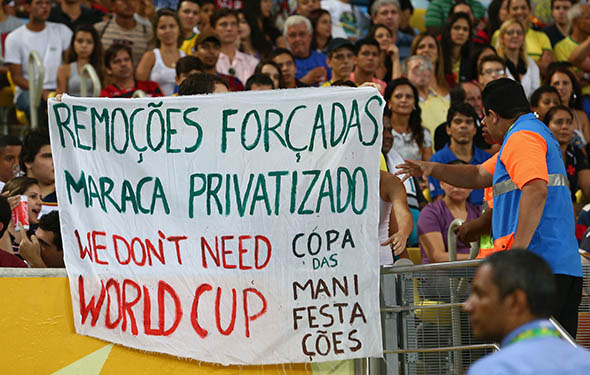 REMOÇÕES FORÇADAS
MARACA PRIVATIZADO
WE DON'T NEED
WORLD CUP
COPA
DAS
MANI
FESTA
ÇÕES